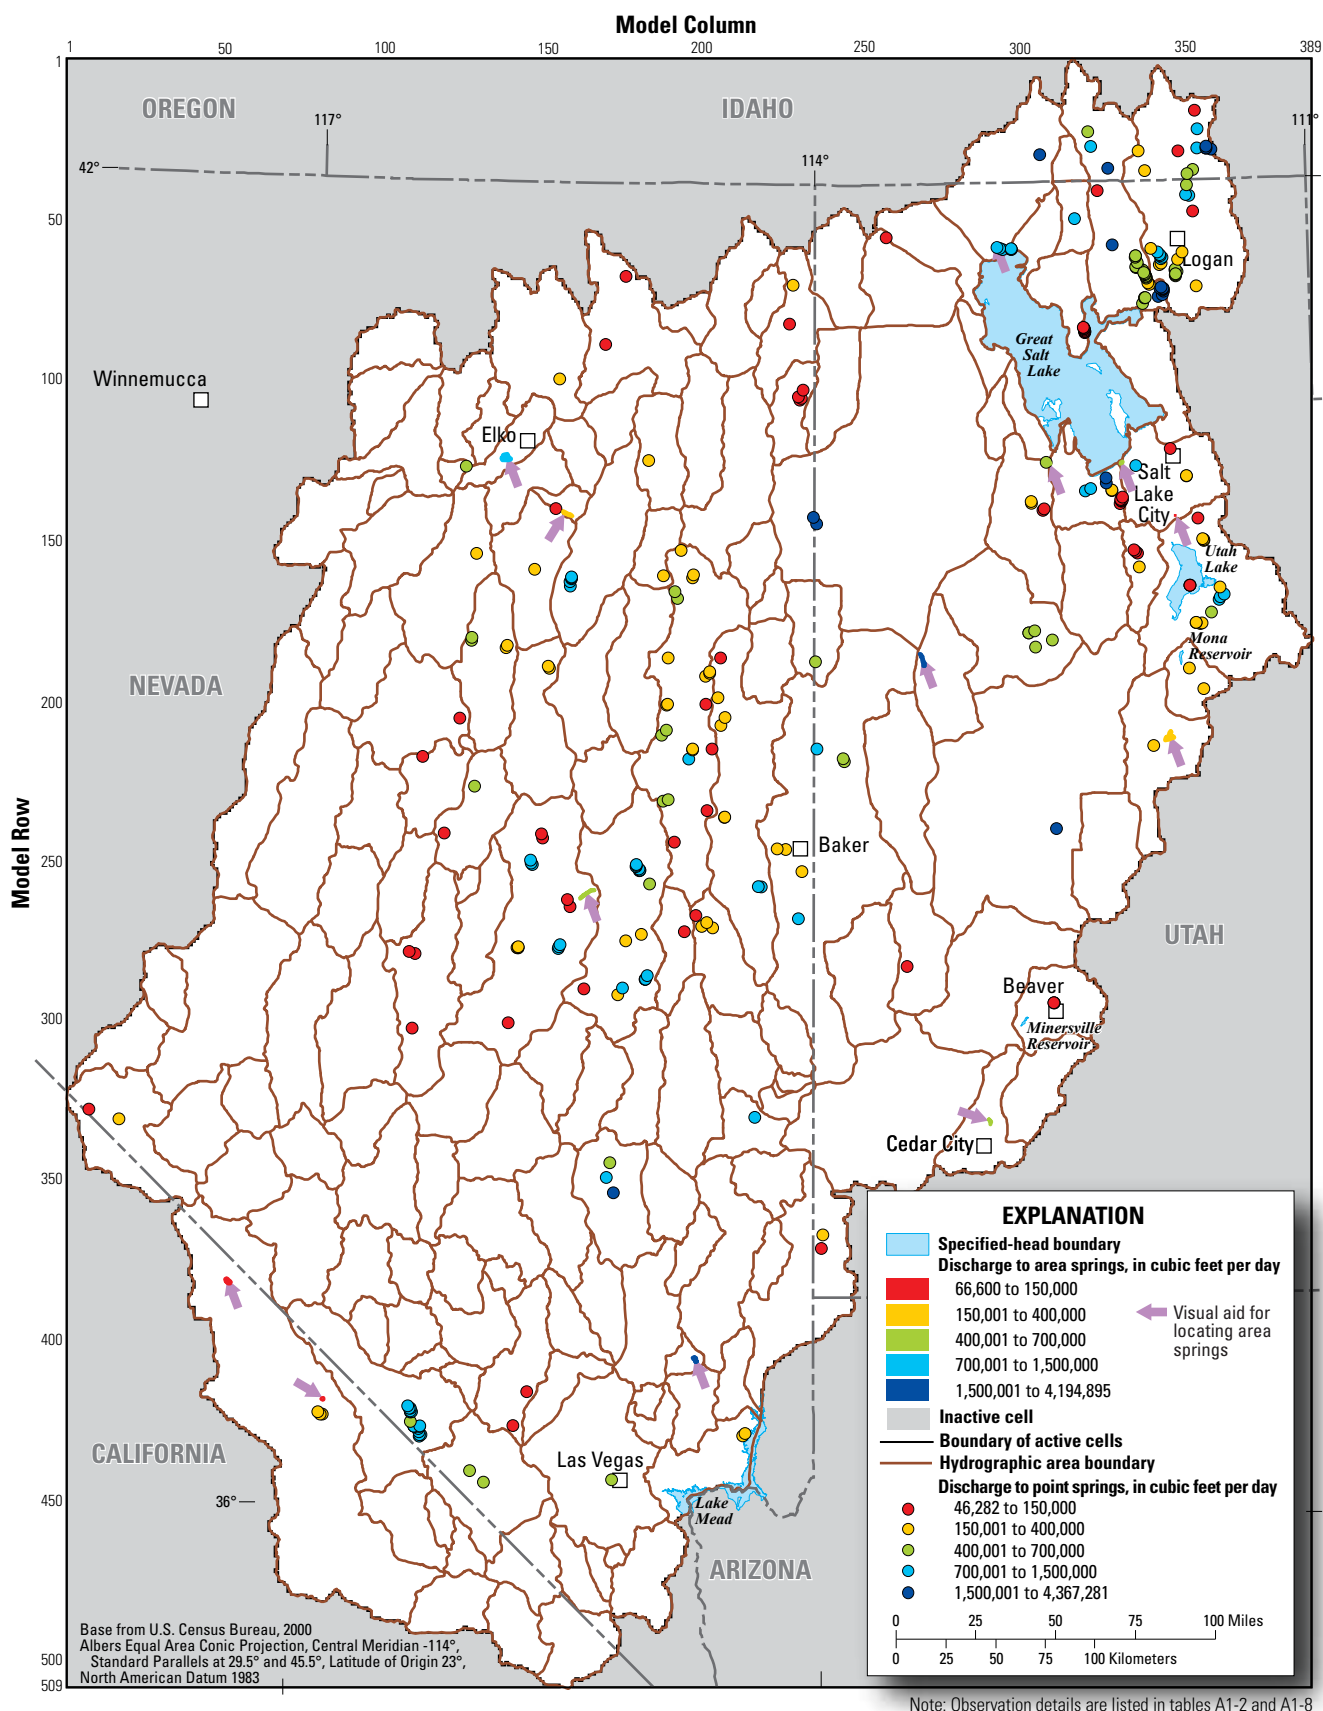 Model Column
1 50 100 150 200 250 300 350 389
1
OREGON
IDAHO
117°
111°
114°
42°
50
Logan
Great
Salt
Lake
Winnemucca
100
Elko
Salt
Lake
City
150
Utah
Lake
Mona
Reservoir
NEVADA
200
Model Row
Baker
250
UTAH
Beaver
300
Minersville
Reservoir
Cedar City
350
EXPLANATION
Specified-head boundary
Discharge to area springs, in cubic feet per day
66,600 to 150,000
150,001 to 400,000
400,001 to 700,000
700,001 to 1,500,000
1,500,001 to 4,194,895
Visual aid for
locating area
springs
Inactive cell
Boundary of active cells
Hydrographic area boundary
Discharge to point springs, in cubic feet per day
46,282 to 150,000
150,001 to 400,000
400,001 to 700,000
700,001 to 1,500,000
1,500,001 to 4,367,281
0 25 50 75 100 Miles
0 25 50 75 100 Kilometers
400
CALIFORNIA
Las Vegas
36°
450
Lake
Mead
ARIZONA
Base from U.S. Census Bureau, 2000
Albers Equal Area Conic Projection, Central Meridian -114°,
Standard Parallels at 29.5° and 45.5°, Latitude of Origin 23°,
North American Datum 1983
500
509
Note: Observation details are listed in tables A1-2 and A1-8